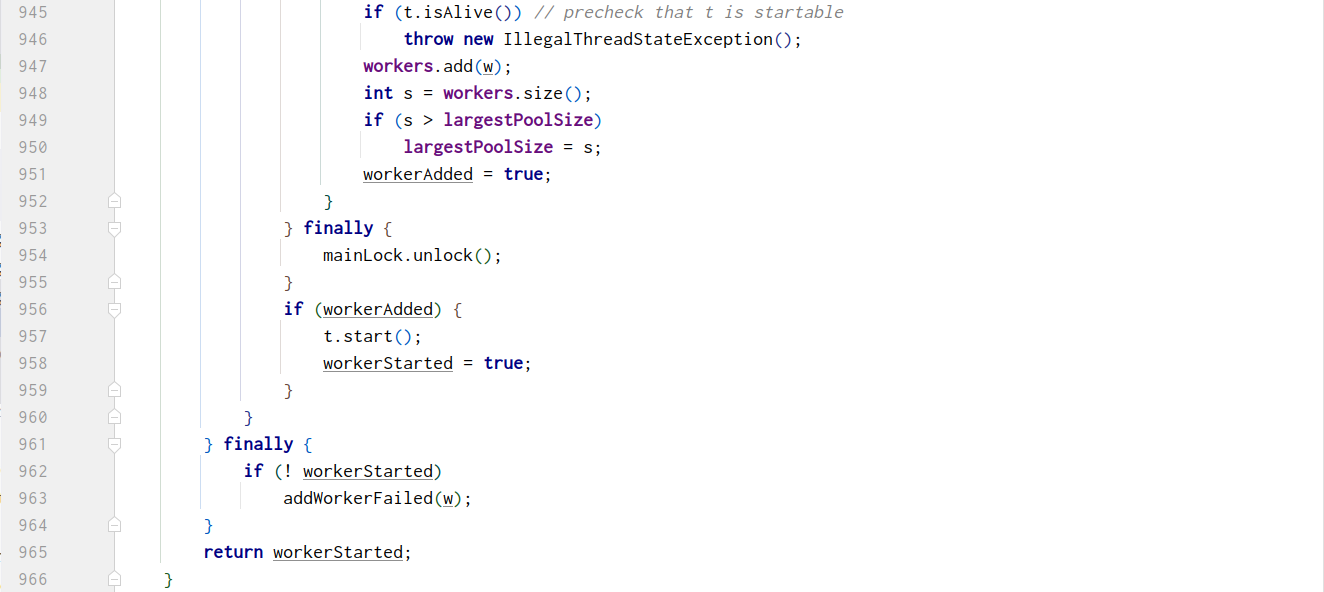 945 if (t.isAlive()) // precheck that t is startable
946 throw new IllegalThreadStateException();
947 workers.add(w);
948 int s = workers.size();
949 if (s > largestPoolSize)
950 largestPoolSize = s;
951 workerAdded = true;
952 }
953 } finally {
954 mainLock.unlock();
955 }
956 if (workerAdded) {
957 t.start();
958 workerStarted = true;
959 }
960 }
961 } finally {
962 if (! workerStarted)
963 addWorkerFailed(w);
964 }
965 return workerStarted;
966 }